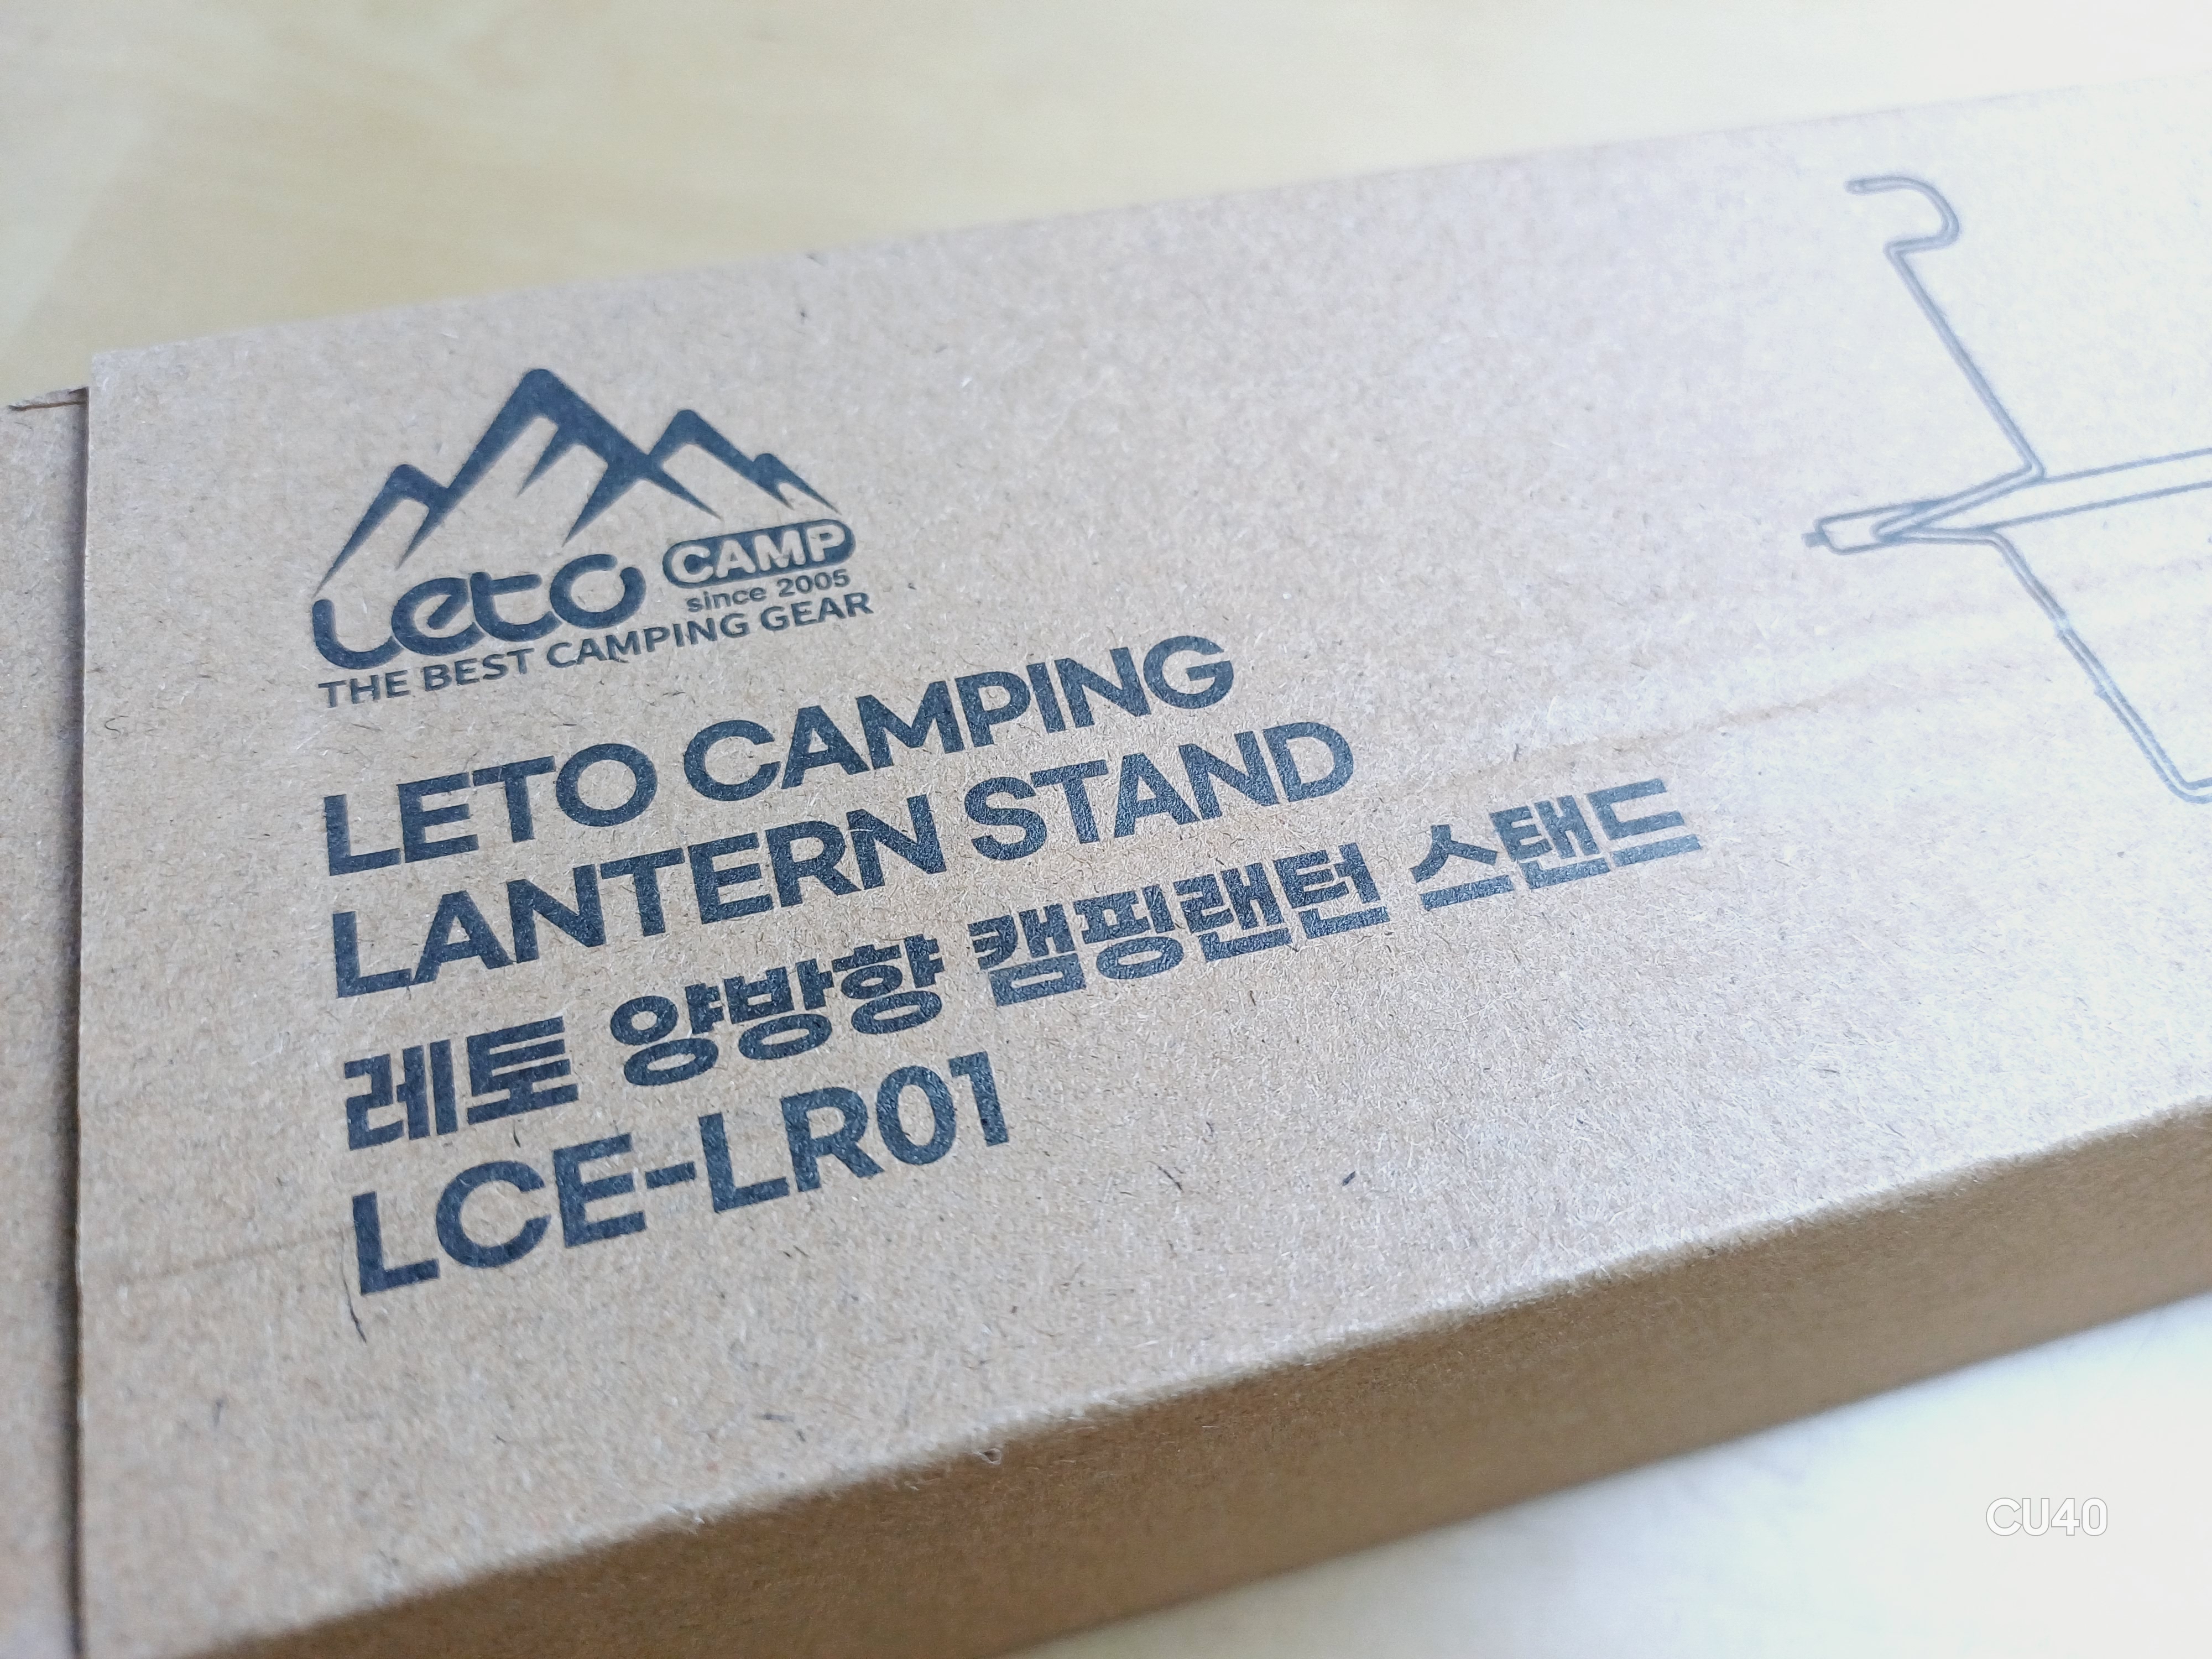 Leto CAMP
since 2005
THE BEST CAMPING GEAR
LETO CAMPING
LANTERN STAND
레토 양방향 캠핑랜턴 스탠드
LCE-LR01
CU40